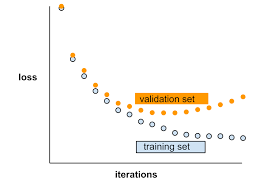 loss
validation set
training set
iterations